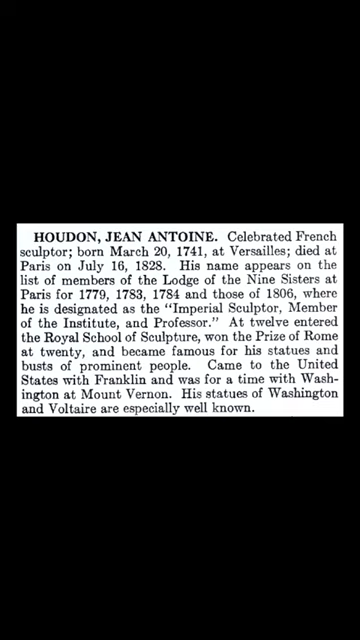 HOUDON, JEAN ANTOINE. Celebrated French
sculptor; born March 20, 1741, at Versailles; died at
Paris on July 16, 1828. His name appears on the
list of members of the Lodge of the Nine Sisters at
Paris for 1779, 1783, 1784 and those of 1806, where
he is designated as the "Imperial Sculptor, Member
of the Institute, and Professor." At twelve entered
the Royal School of Sculpture, won the Prize of Rome
at twenty, and became famous for his statues and
busts of prominent people. Came to the United
States with Franklin and was for a time with Wash-
ington at Mount Vernon. His statues of Washington
and Voltaire are especially well known.